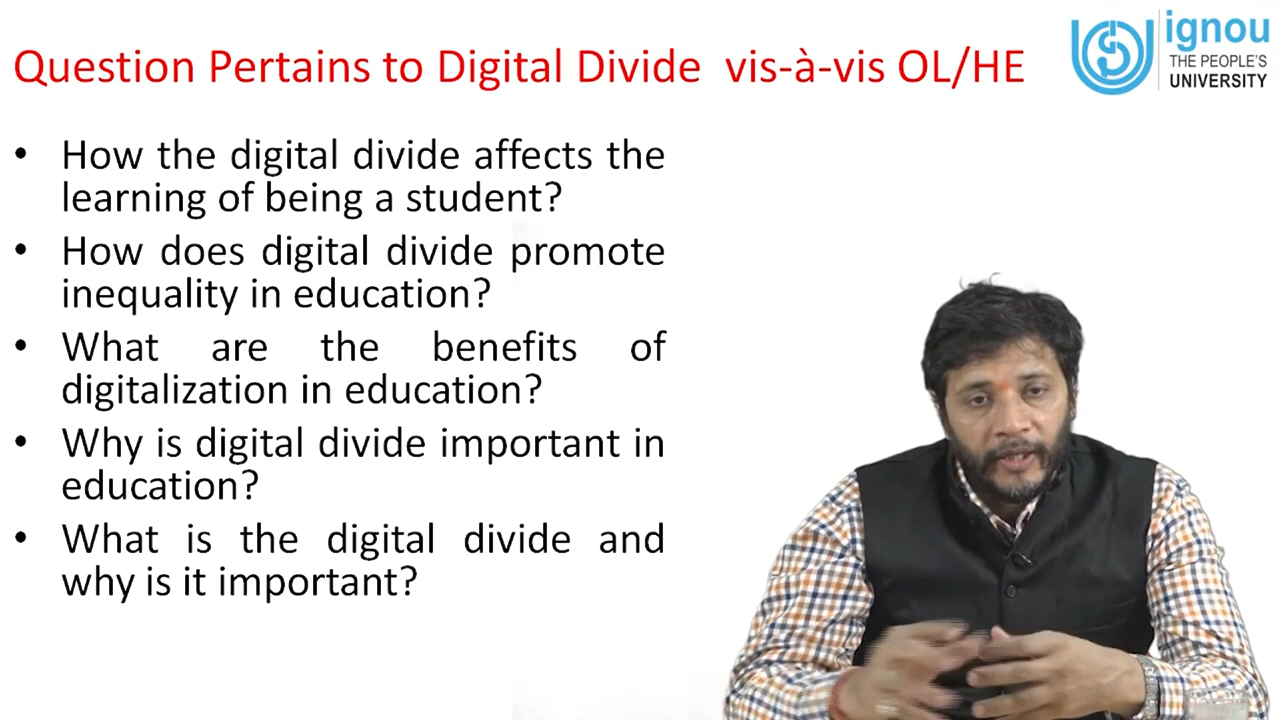 Question Pertains to Digital Divide vis-à-vis OL/HE
ignou
THE PEOPLE'S
UNIVERSITY
• How the digital divide affects the
learning of being a student?
• How does digital divide promote
inequality in education?
• What are the benefits of
digitalization in education?
• Why is digital divide important in
education?
• What is the digital divide and
why is it important?